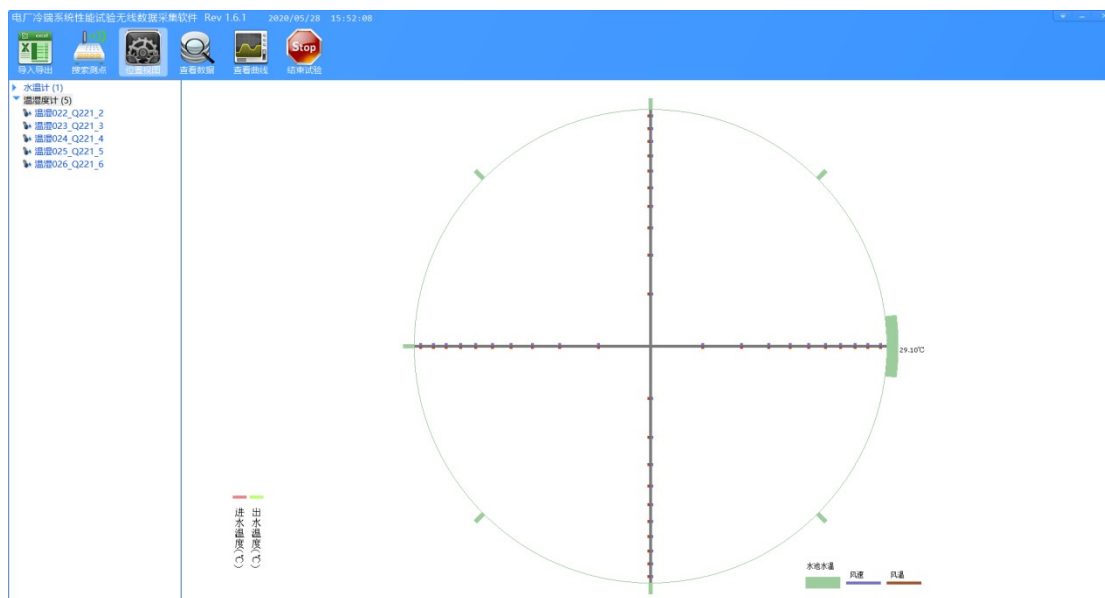 电厂冷端系统性能试验无线数据采集软件 Rev 1.6.1 2020/05/28 15:52:08
excel
导入导出 搜索测点 位置视图 查看数据 查看曲线 Stop 结束试验
水温计 (1)
温湿度计 (5)
温湿022_Q221_2
温湿023_Q221_3
温湿024_Q221_4
温湿025_Q221_5
温湿026_Q221_6
29.10℃
进水温度(℃)
出水温度(℃)
水池水温 风速 风温